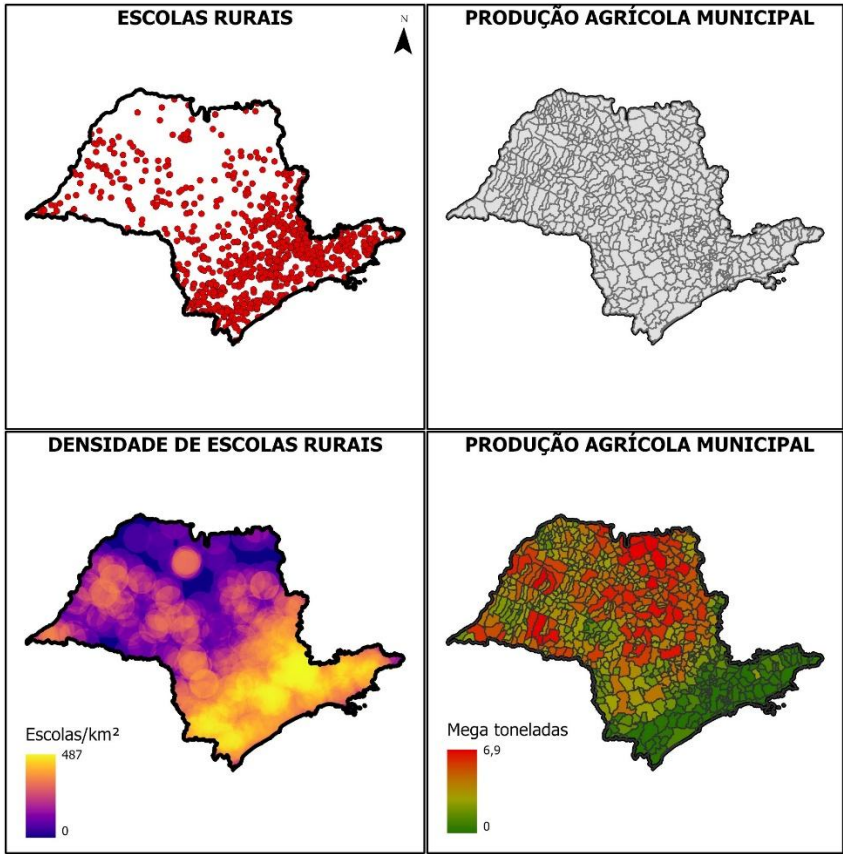 ESCOLAS RURAIS
N
PRODUÇÃO AGRÍCOLA MUNICIPAL
DENSIDADE DE ESCOLAS RURAIS
Escolas/km²
487
0
PRODUÇÃO AGRÍCOLA MUNICIPAL
Mega toneladas
6,9
0